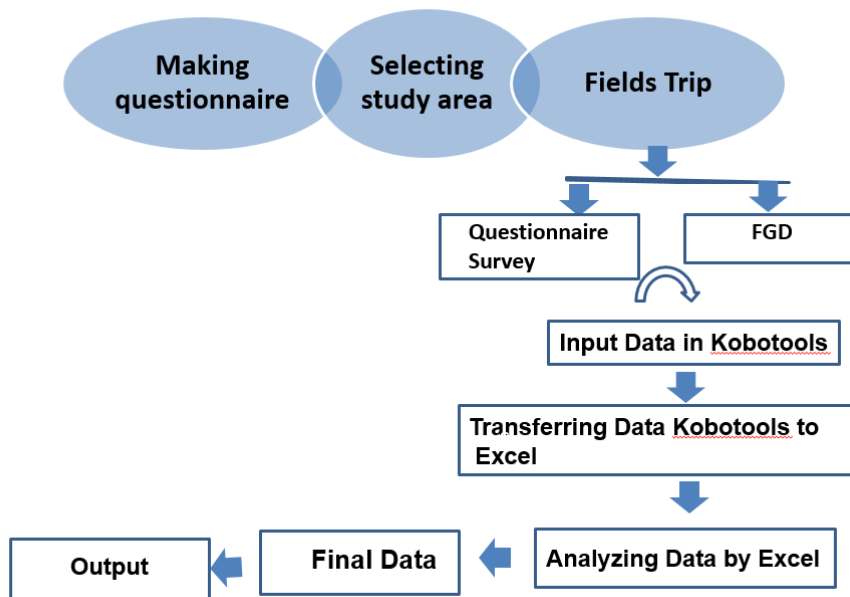 Making
questionnaire
Selecting
study area
Fields Trip
Questionnaire
Survey
FGD
Input Data in Kobotools
Transferring Data Kobotools to
Excel
Analyzing Data by Excel
Final Data
Output